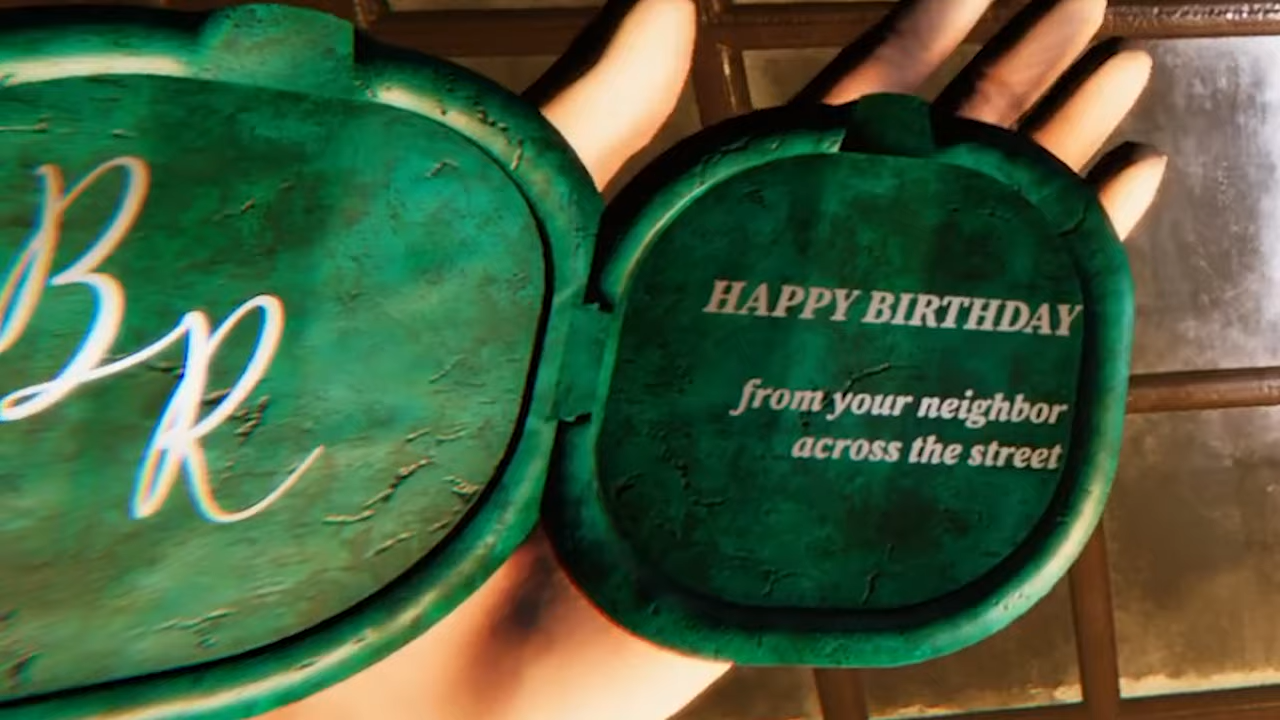 B
R
HAPPY BIRTHDAY
from your neighbor
across the street